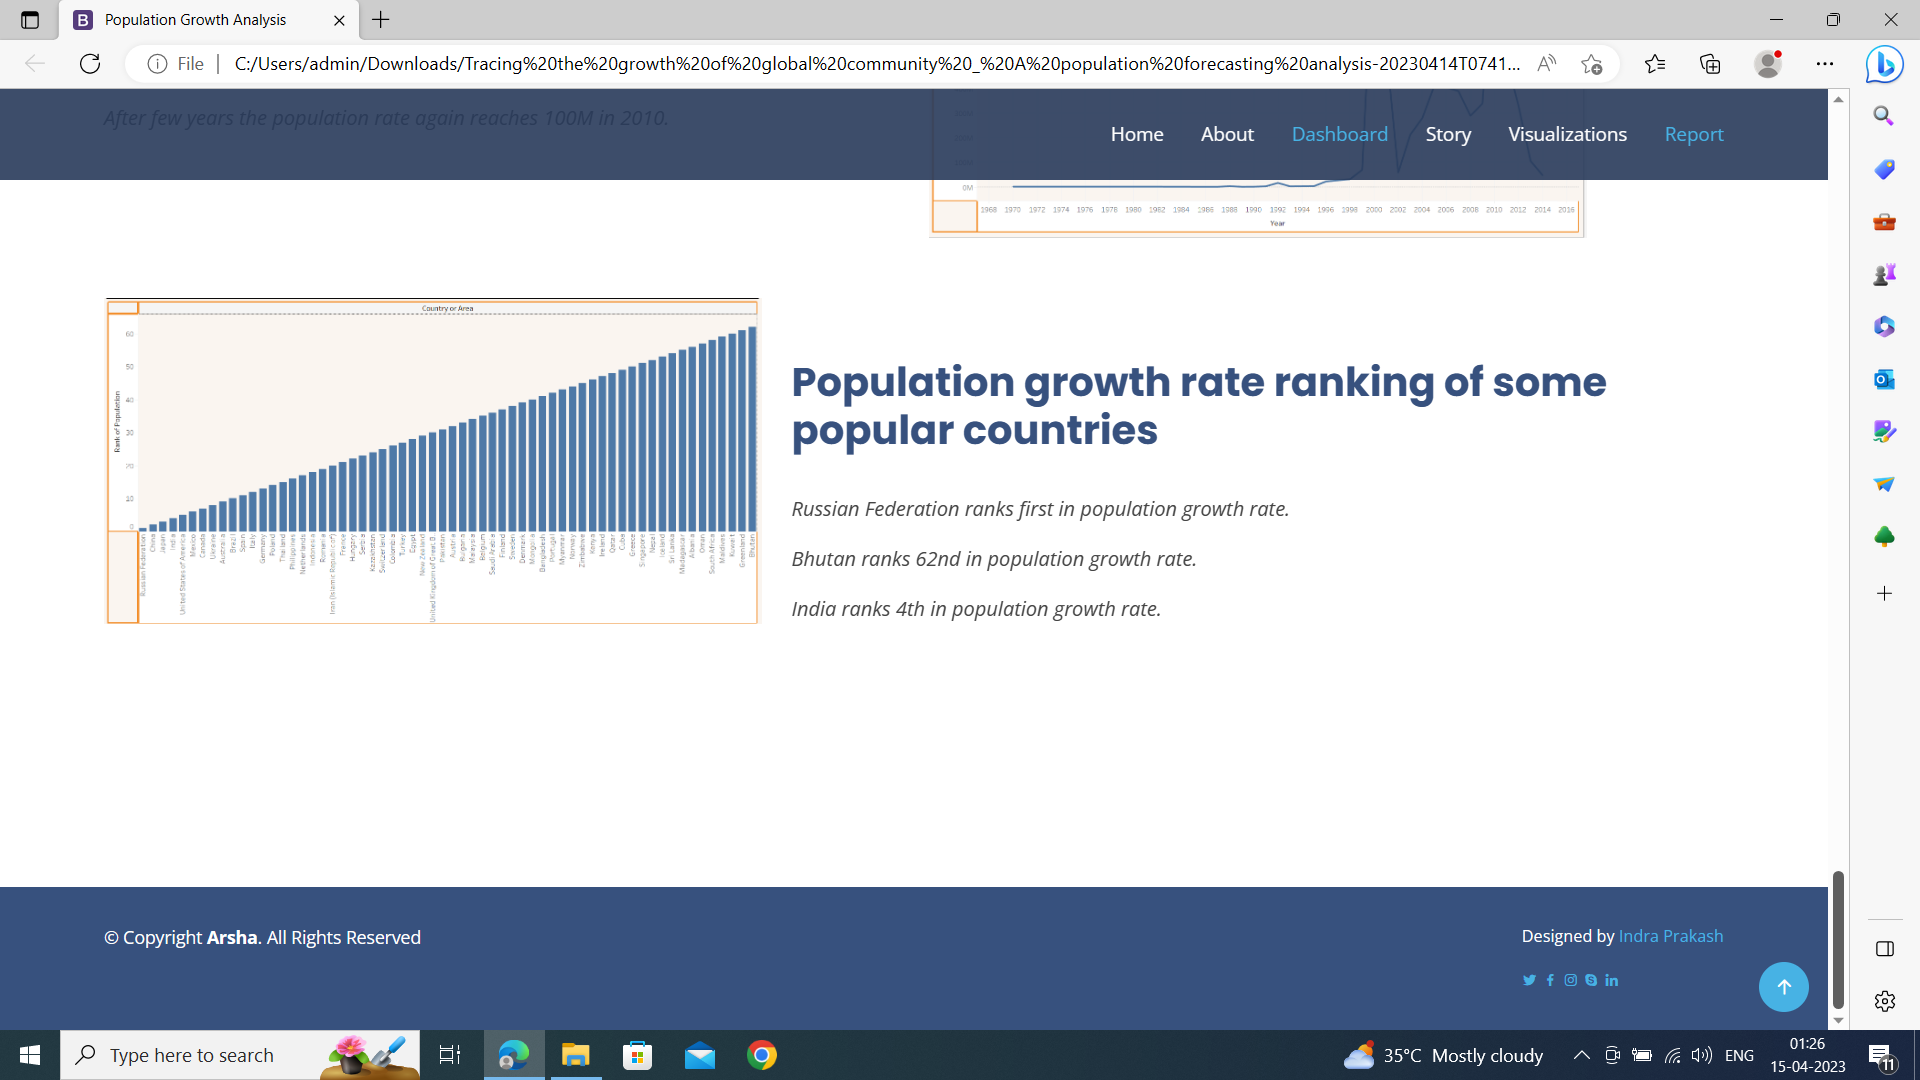 Population Growth Analysis
File
C:/Users/admin/Downloads/Tracing%20the%20growth%20of%20global%20community%20_%20A%20population%20forecasting%20analysis-20230414T0741...
After few years the population rate again reaches 100M in 2010.
Home About Dashboard Story Visualizations Report
0M
1968 1970 1972 1974 1976 1978 1980 1982 1984 1986 1988 1990 1992 1994 1996 1998 2000 2002 2004 2006 2008 2010 2012 2014 2016
Year
Country or Area
Rank of Population
60
50
40
30
20
10
0
Russian Federation
China
Japan
India
United States of America
Mexico
Canada
Ukraine
Australia
Brazil
Spain
Italy
Germany
Poland
Thailand
Philippines
Netherlands
Indonesia
Romania
Iran (Islamic Republic of)
France
Hungary
Serbia
Kazakhstan
Switzerland
Colombia
Turkey
Egypt
New Zealand
United Kingdom of Great B..
Pakistan
Austria
Bulgaria
Malaysia
Belgium
Saudi Arabia
Finland
Sweden
Denmark
Mongolia
Bangladesh
Portugal
Myanmar
Norway
Zimbabwe
Kenya
Ireland
Qatar
Cuba
Greece
Singapore
Nepal
Iceland
Sri Lanka
Madagascar
Albania
Oman
South Africa
Maldives
Kuwait
Greenland
Bhutan
Population growth rate ranking of some
popular countries
Russian Federation ranks first in population growth rate.
Bhutan ranks 62nd in population growth rate.
India ranks 4th in population growth rate.
© Copyright Arsha. All Rights Reserved
Designed by Indra Prakash
Type here to search
35°C Mostly cloudy
ENG
01:26
15-04-2023
11